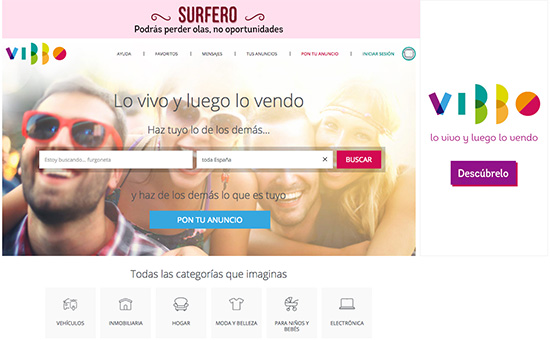 SURFERO
Podrás perder olas, no oportunidades
VIBBO
AYUDA
FAVORITOS
MENSAJES
TUS ANUNCIOS
PON TU ANUNCIO
INICIAR SESIÓN
Lo vivo y luego lo vendo
Haz tuyo lo de los demás...
Estoy buscando... furgoneta
toda España
×
BUSCAR
y haz de los demás lo que es tuyo
PON TU ANUNCIO
VIBBO
lo vivo y luego lo vendo
Descúbrelo
Todas las categorías que imaginas
VEHÍCULOS
INMOBILIARIA
HOGAR
MODA Y BELLEZA
PARA NIÑOS Y
BEBÉS
ELECTRÓNICA